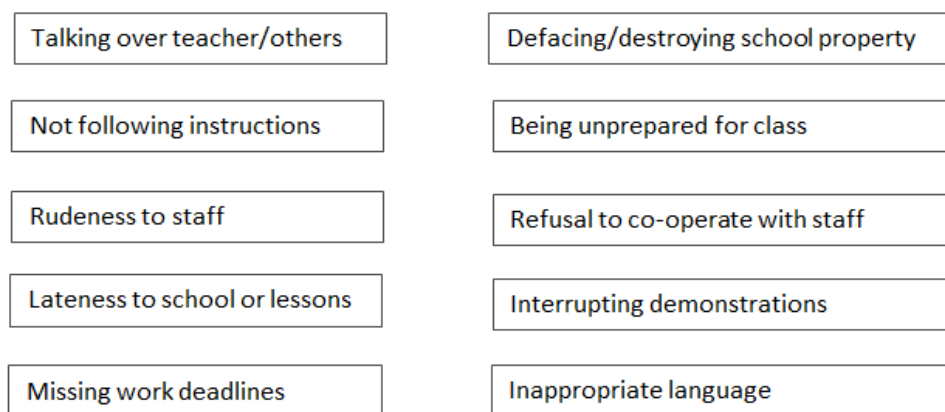 Talking over teacher/others
Defacing/destroying school property
Not following instructions
Being unprepared for class
Rudeness to staff
Refusal to co-operate with staff
Lateness to school or lessons
Interrupting demonstrations
Missing work deadlines
Inappropriate language